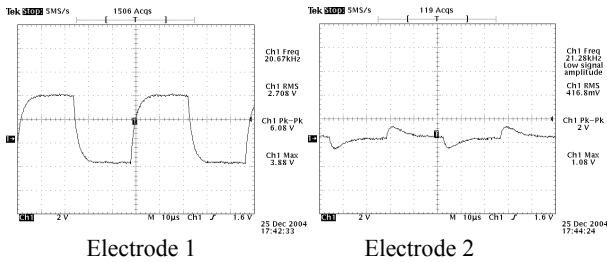 Tek Stop: 5MS/s 1506 Acqs
T
Ch1 Freq
20.67kHz
Ch1 RMS
2.708 V
Ch1 Pk-Pk
6.08 V
Ch1 Max
3.88 V
T
1
Ch1 2 V M 10µs Ch1 1.6 V
25 Dec 2004
17:42:33
Electrode 1
Tek Stop: 5MS/s 119 Acqs
T
Ch1 Freq
21.28kHz
Low signal
amplitude
Ch1 RMS
416.8mV
Ch1 Pk-Pk
2 V
Ch1 Max
1.08 V
T
1
Ch1 2 V M 10µs Ch1 1.6 V
25 Dec 2004
17:44:24
Electrode 2